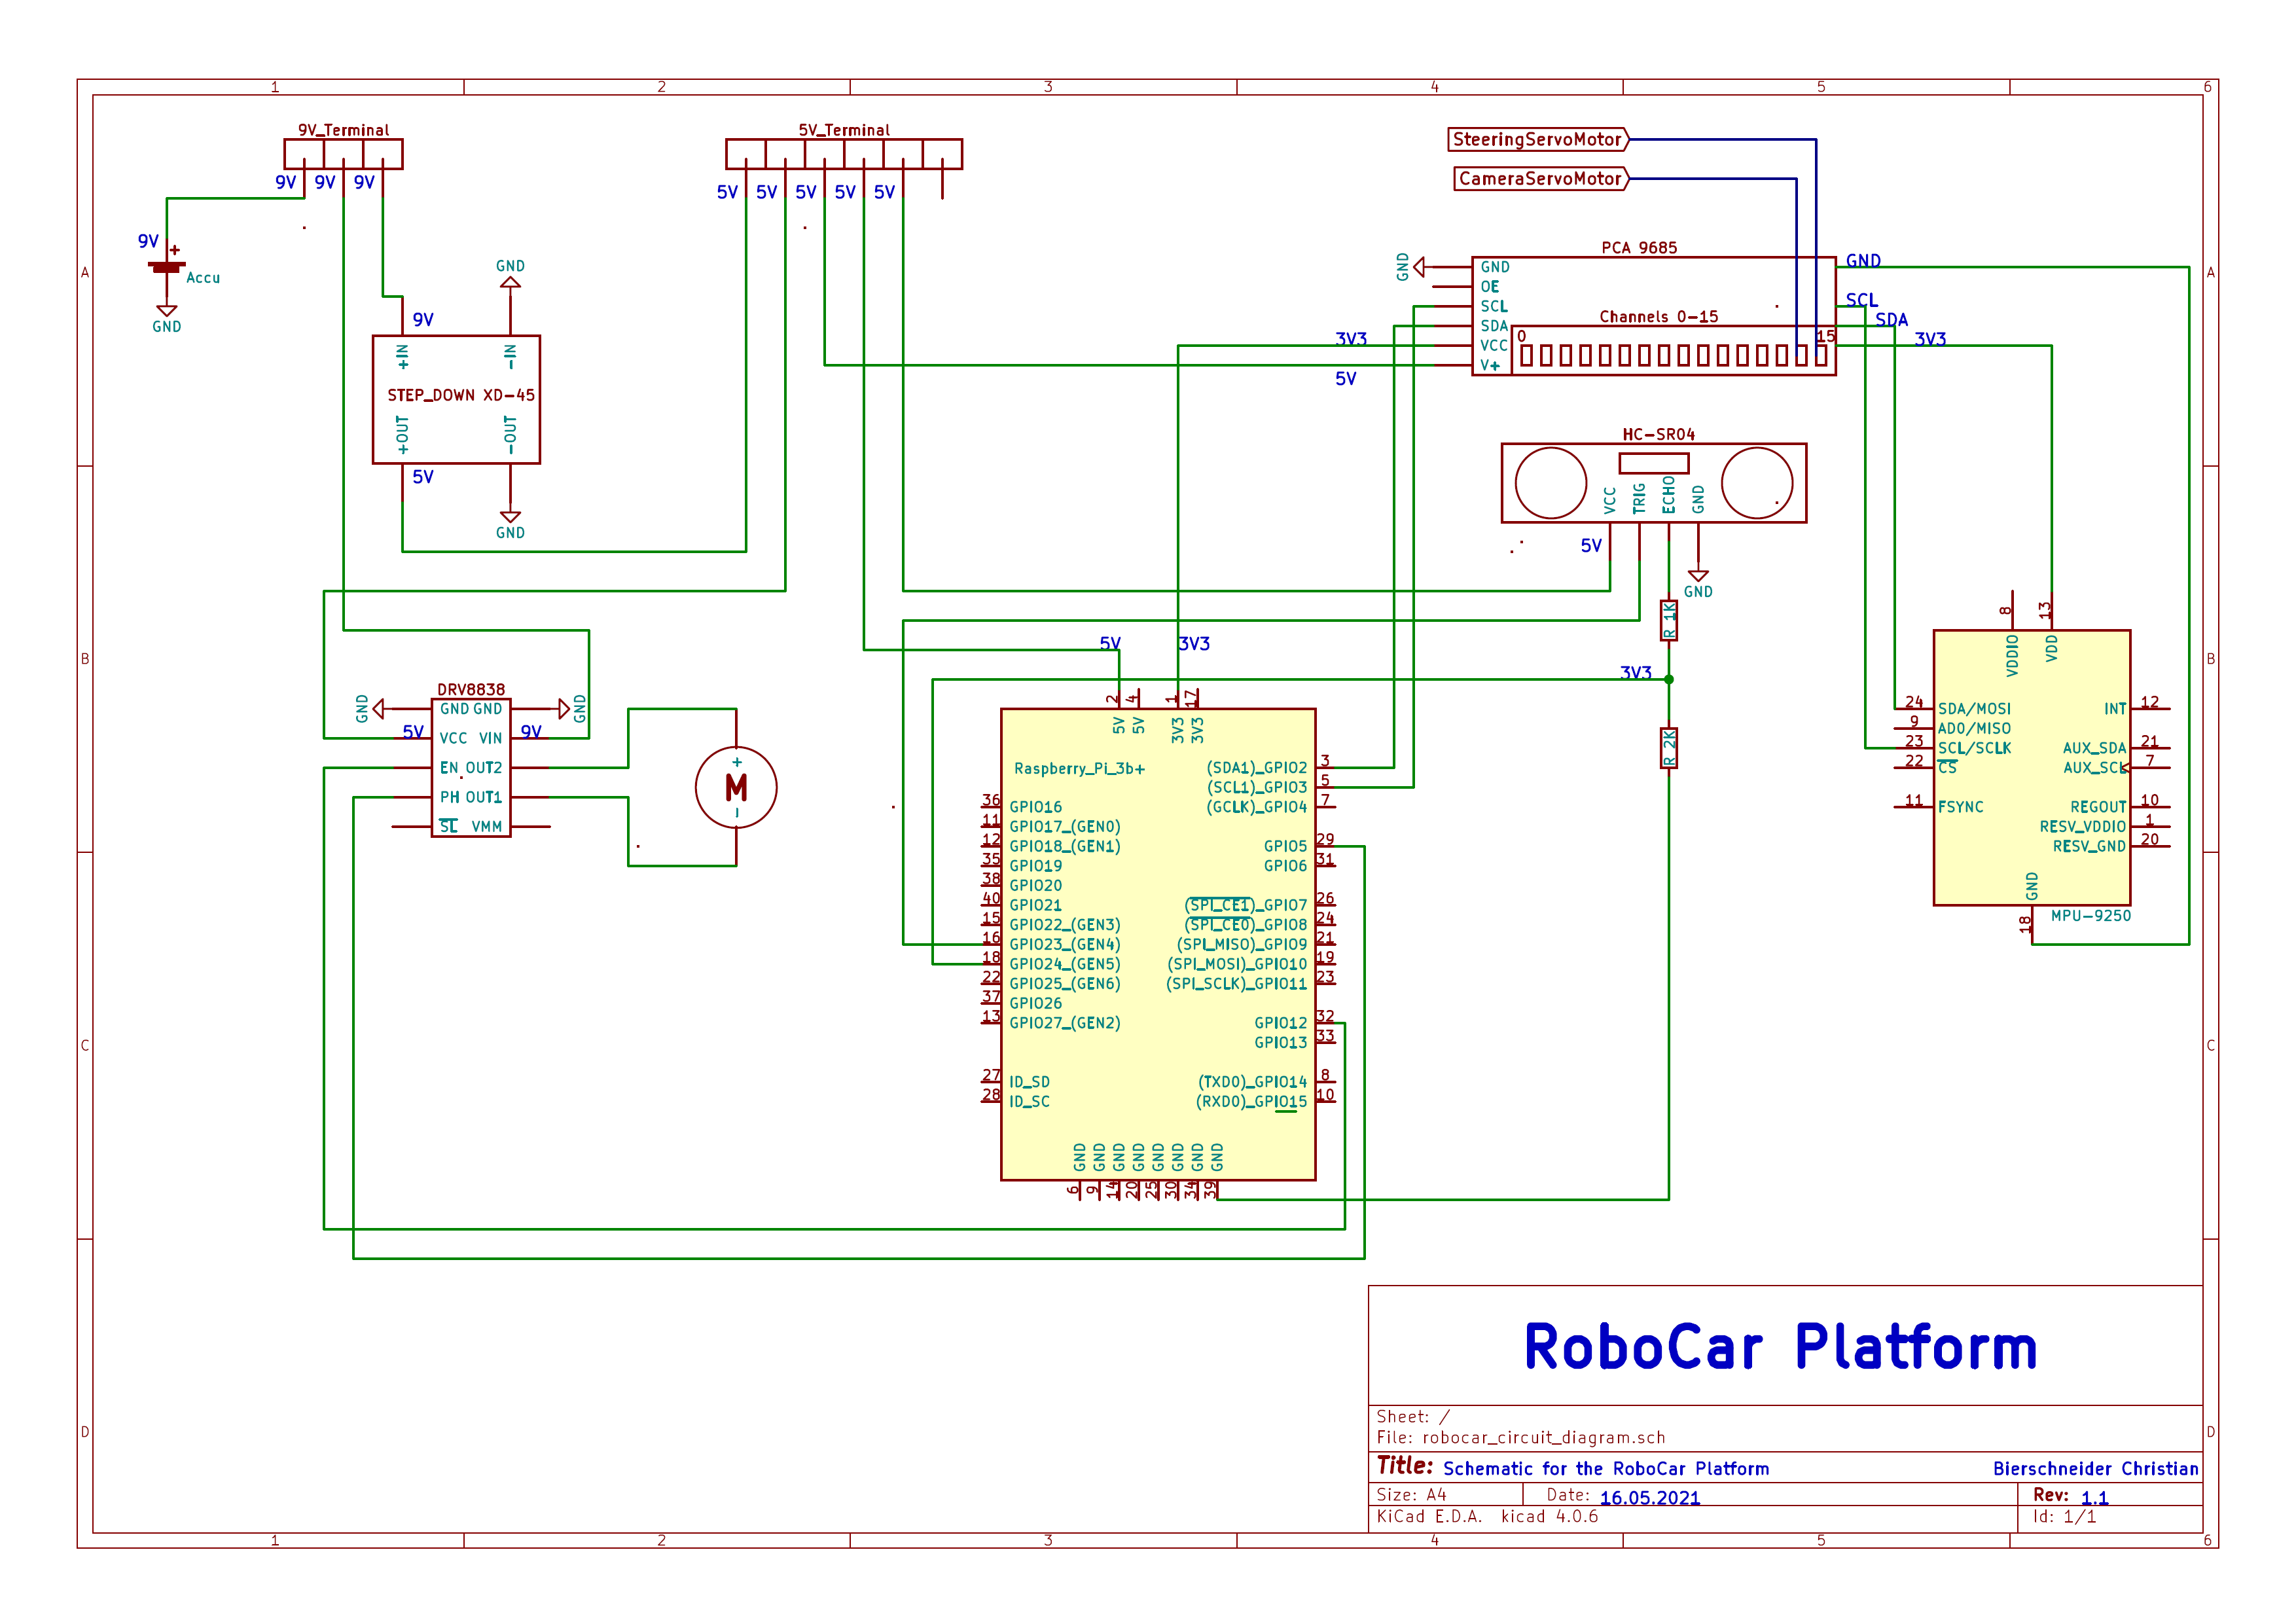 1 2 3 4 5 6
A A
B B
C C
D D
1 2 3 4 5 6
9V_Terminal
9V 9V 9V
5V_Terminal
5V 5V 5V 5V 5V
9V
+
Accu
GND
GND
9V
+IN -IN
STEP_DOWN XD-45
+OUT -OUT
5V
GND
SteeringServoMotor
CameraServoMotor
PCA 9685
GND
GND
OE
SCL
SDA
VCC
V+
Channels 0-15
0 15
3V3
5V
GND
SCL
SDA
3V3
HC-SR04
VCC TRIG ECHO GND
5V
GND
R 1K
3V3
R 2K
DRV8838
GND GND
GND GND
5V VCC VIN 9V
EN OUT2
PH OUT1
SL VMM
+
M
-
5V 3V3
2 4 1 17
5V 5V 3V3 3V3
Raspberry_Pi_3b+
36 GPIO16
11 GPIO17_(GEN0)
12 GPIO18_(GEN1)
35 GPIO19
38 GPIO20
40 GPIO21
15 GPIO22_(GEN3)
16 GPIO23_(GEN4)
18 GPIO24_(GEN5)
22 GPIO25_(GEN6)
37 GPIO26
13 GPIO27_(GEN2)
27 ID_SD
28 ID_SC
(SDA1)_GPIO2 3
(SCL1)_GPIO3 5
(GCLK)_GPIO4 7
GPIO5 29
GPIO6 31
(SPI_CE1)_GPIO7 26
(SPI_CE0)_GPIO8 24
(SPI_MISO)_GPIO9 21
(SPI_MOSI)_GPIO10 19
(SPI_SCLK)_GPIO11 23
GPIO12 32
GPIO13 33
(TXD0)_GPIO14 8
(RXD0)_GPIO15 10
GND GND GND GND GND GND GND GND
6 9 14 20 25 30 34 39
8 13
VDDIO VDD
24 SDA/MOSI
9 AD0/MISO
23 SCL/SCLK
22 CS
11 FSYNC
INT 12
AUX_SDA 21
AUX_SCL 7
REGOUT 10
RESV_VDDIO 1
RESV_GND 20
GND
18
MPU-9250
RoboCar Platform
Sheet: /
File: robocar_circuit_diagram.sch
Title: Schematic for the RoboCar Platform Bierschneider Christian
Size: A4 Date: 16.05.2021 Rev: 1.1
KiCad E.D.A. kicad 4.0.6 Id: 1/1